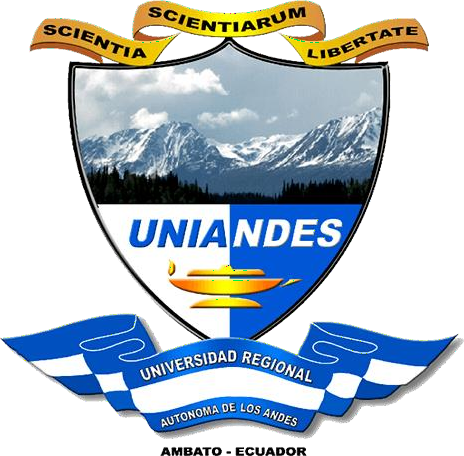 SCIENTIA SCIENTIARUM LIBERTATE
UNIANDES
UNIVERSIDAD REGIONAL
AUTONOMA DE LOS ANDES
AMBATO - ECUADOR